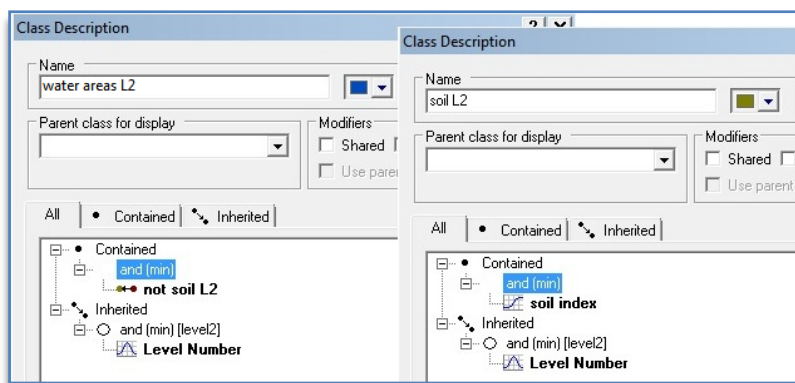 Class Description
Name
water areas L2
Parent class for display
Modifiers
Shared
All
Contained
Inherited
Contained
and (min)
not soil L2
Inherited
and (min) [level2]
Level Number
Class Description
Name
soil L2
Parent class for display
Modifiers
Shared
Use parent
All
Contained
Inherited
Contained
and (min)
soil index
Inherited
and (min) [level2]
Level Number